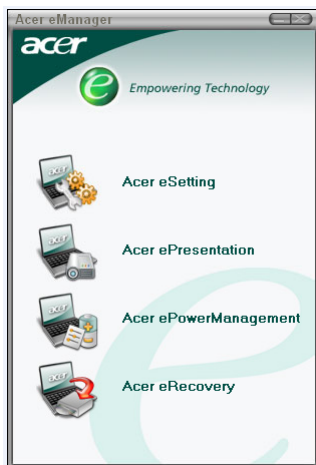 Acer eManager
acer
e Empowering Technology
Acer eSetting
Acer ePresentation
Acer ePowerManagement
Acer eRecovery